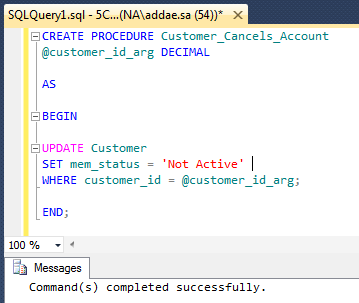 SQLQuery1.sql - 5C...(NA\addae.sa (54))*
CREATE PROCEDURE Customer_Cancels_Account
@customer_id_arg DECIMAL
AS
BEGIN
UPDATE Customer
SET mem_status = 'Not Active'
WHERE customer_id = @customer_id_arg;
END;
100 %
Messages
Command(s) completed successfully.